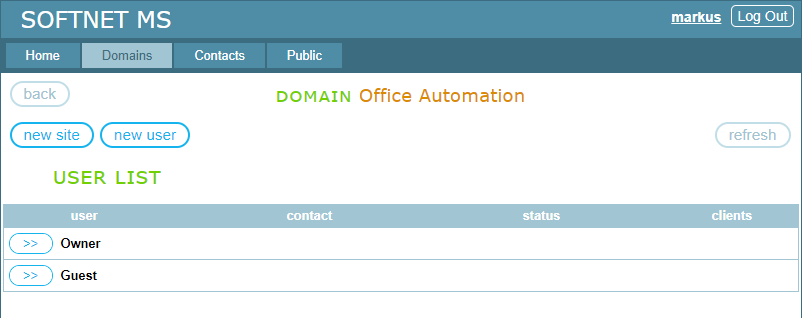 SOFTNET MS markus Log Out
Home Domains Contacts Public
back DOMAIN Office Automation
new site new user refresh
USER LIST
user contact status clients
>> Owner
>> Guest